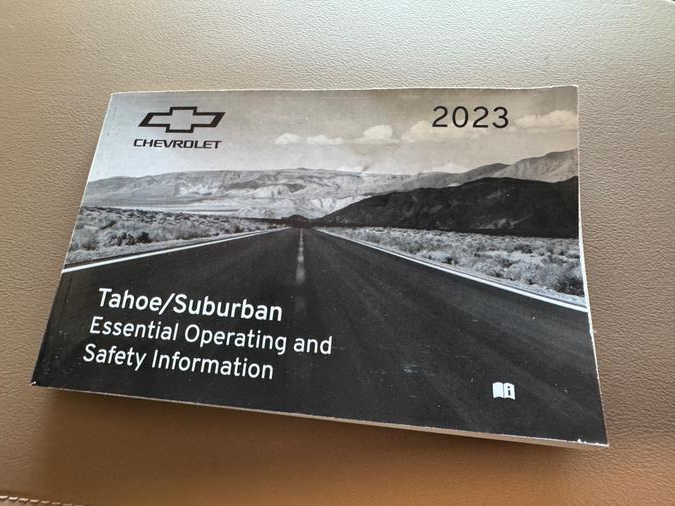 2023
CHEVROLET
Tahoe/Suburban
Essential Operating and
Safety Information